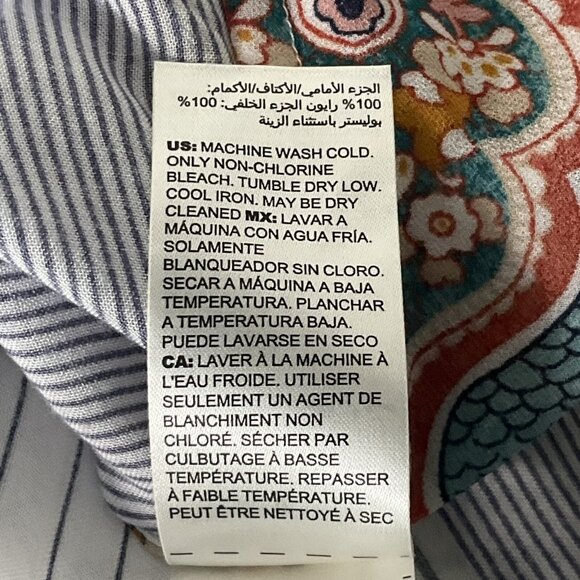 الجزء الأمامي/الأكتاف/الأكمام:
100% رايون الجزء الخلفي: 100%
بوليستر باستثناء الزينة
US: MACHINE WASH COLD.
ONLY NON-CHLORINE
BLEACH. TUMBLE DRY LOW.
COOL IRON. MAY BE DRY
CLEANED MX: LAVAR A
MÁQUINA CON AGUA FRÍA.
SOLAMENTE
BLANQUEADOR SIN CLORO.
SECAR A MÁQUINA A BAJA
TEMPERATURA. PLANCHAR
A TEMPERATURA BAJA.
PUEDE LAVARSE EN SECO
CA: LAVER À LA MACHINE À
L'EAU FROIDE. UTILISER
SEULEMENT UN AGENT DE
BLANCHIMENT NON
CHLORÉ. SÉCHER PAR
CULBUTAGE À BASSE
TEMPÉRATURE. REPASSER
À FAIBLE TEMPÉRATURE.
PEUT ÊTRE NETTOYÉ À SEC